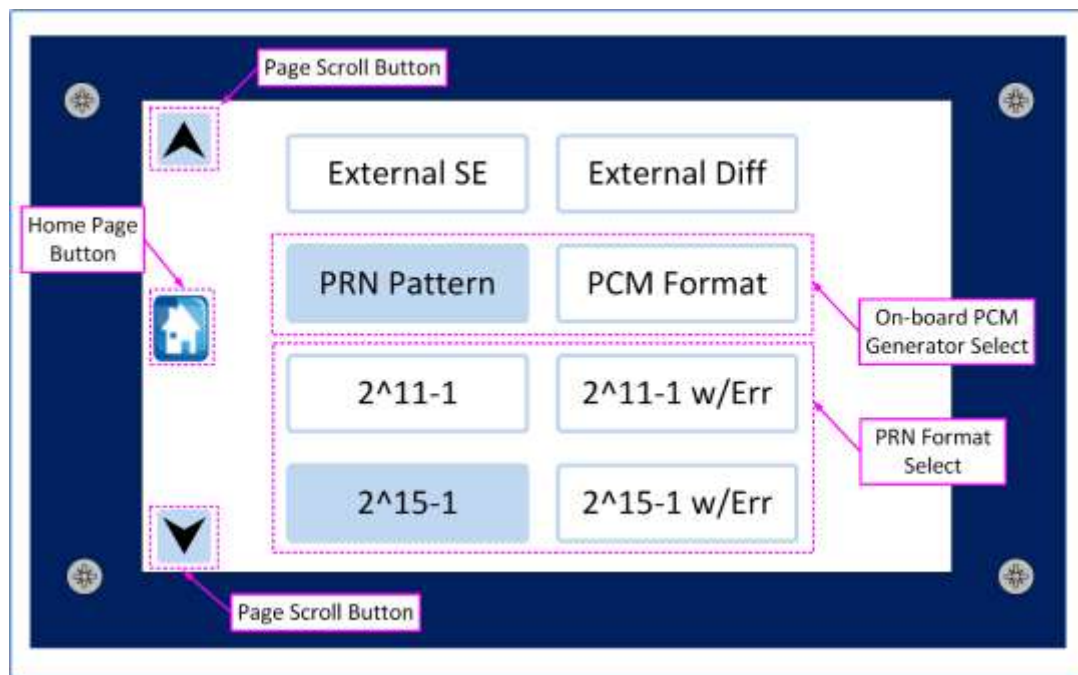 Page Scroll Button
External SE
External Diff
Home Page
Button
PRN Pattern
PCM Format
On-board PCM
Generator Select
2^11-1
2^11-1 w/Err
PRN Format
Select
2^15-1
2^15-1 w/Err
Page Scroll Button